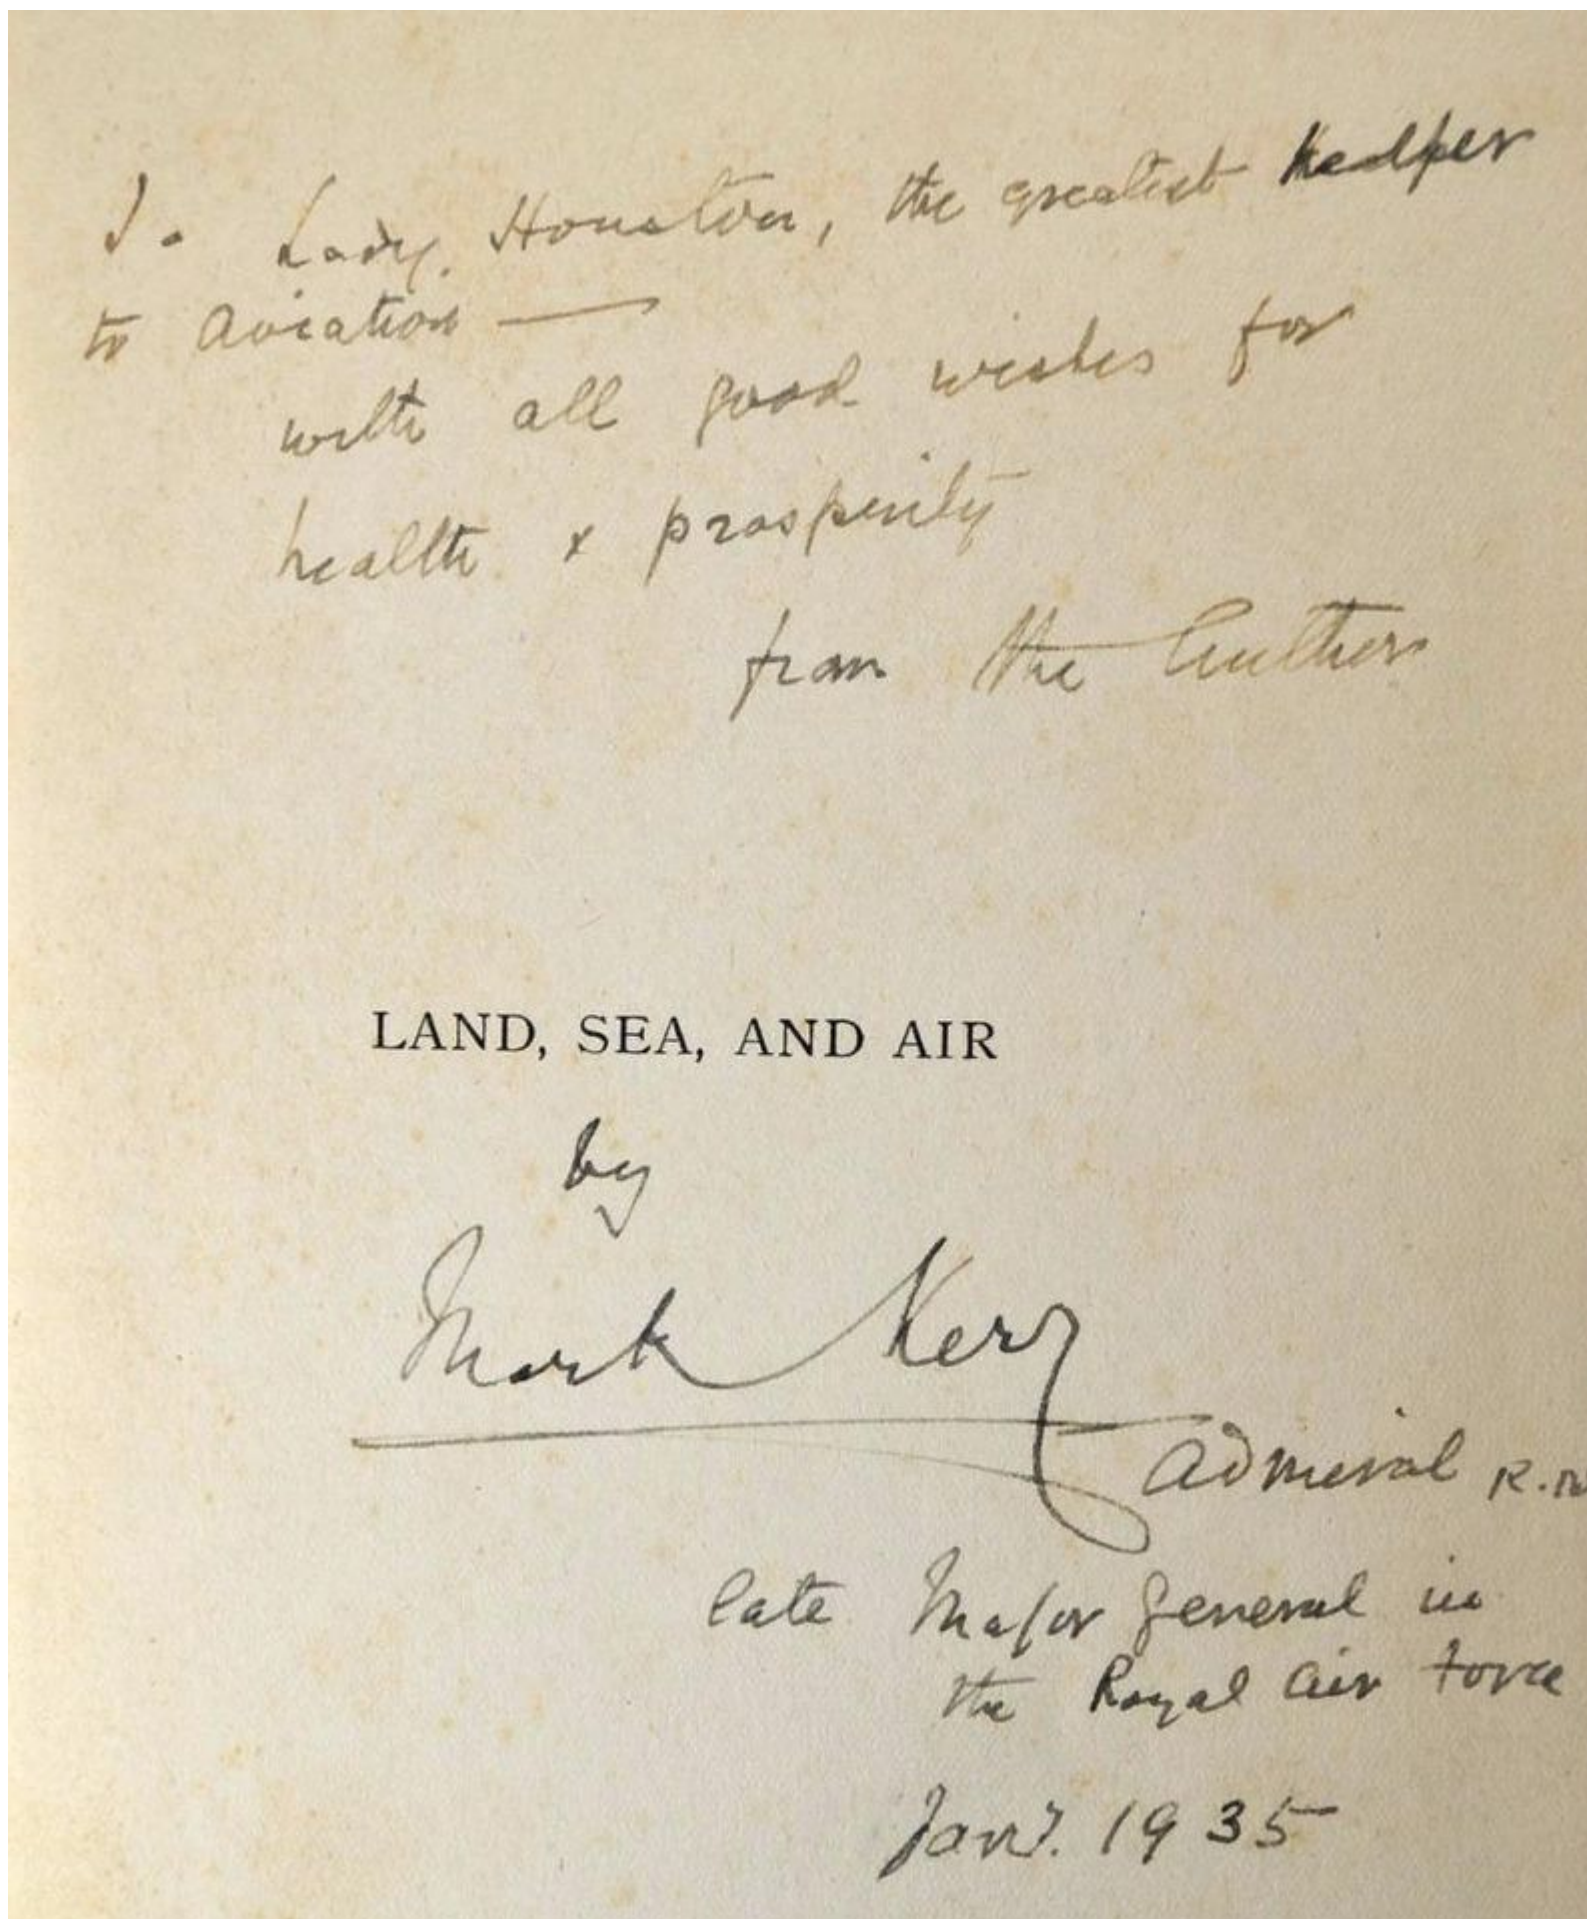 To Lady Houston, the greatest helper
to Aviation —
with all good wishes for
health & prosperity
from the Author
LAND, SEA, AND AIR
by
Mark Kerr
Admiral R.N
late Major General in
the Royal Air Force
Jany. 1935